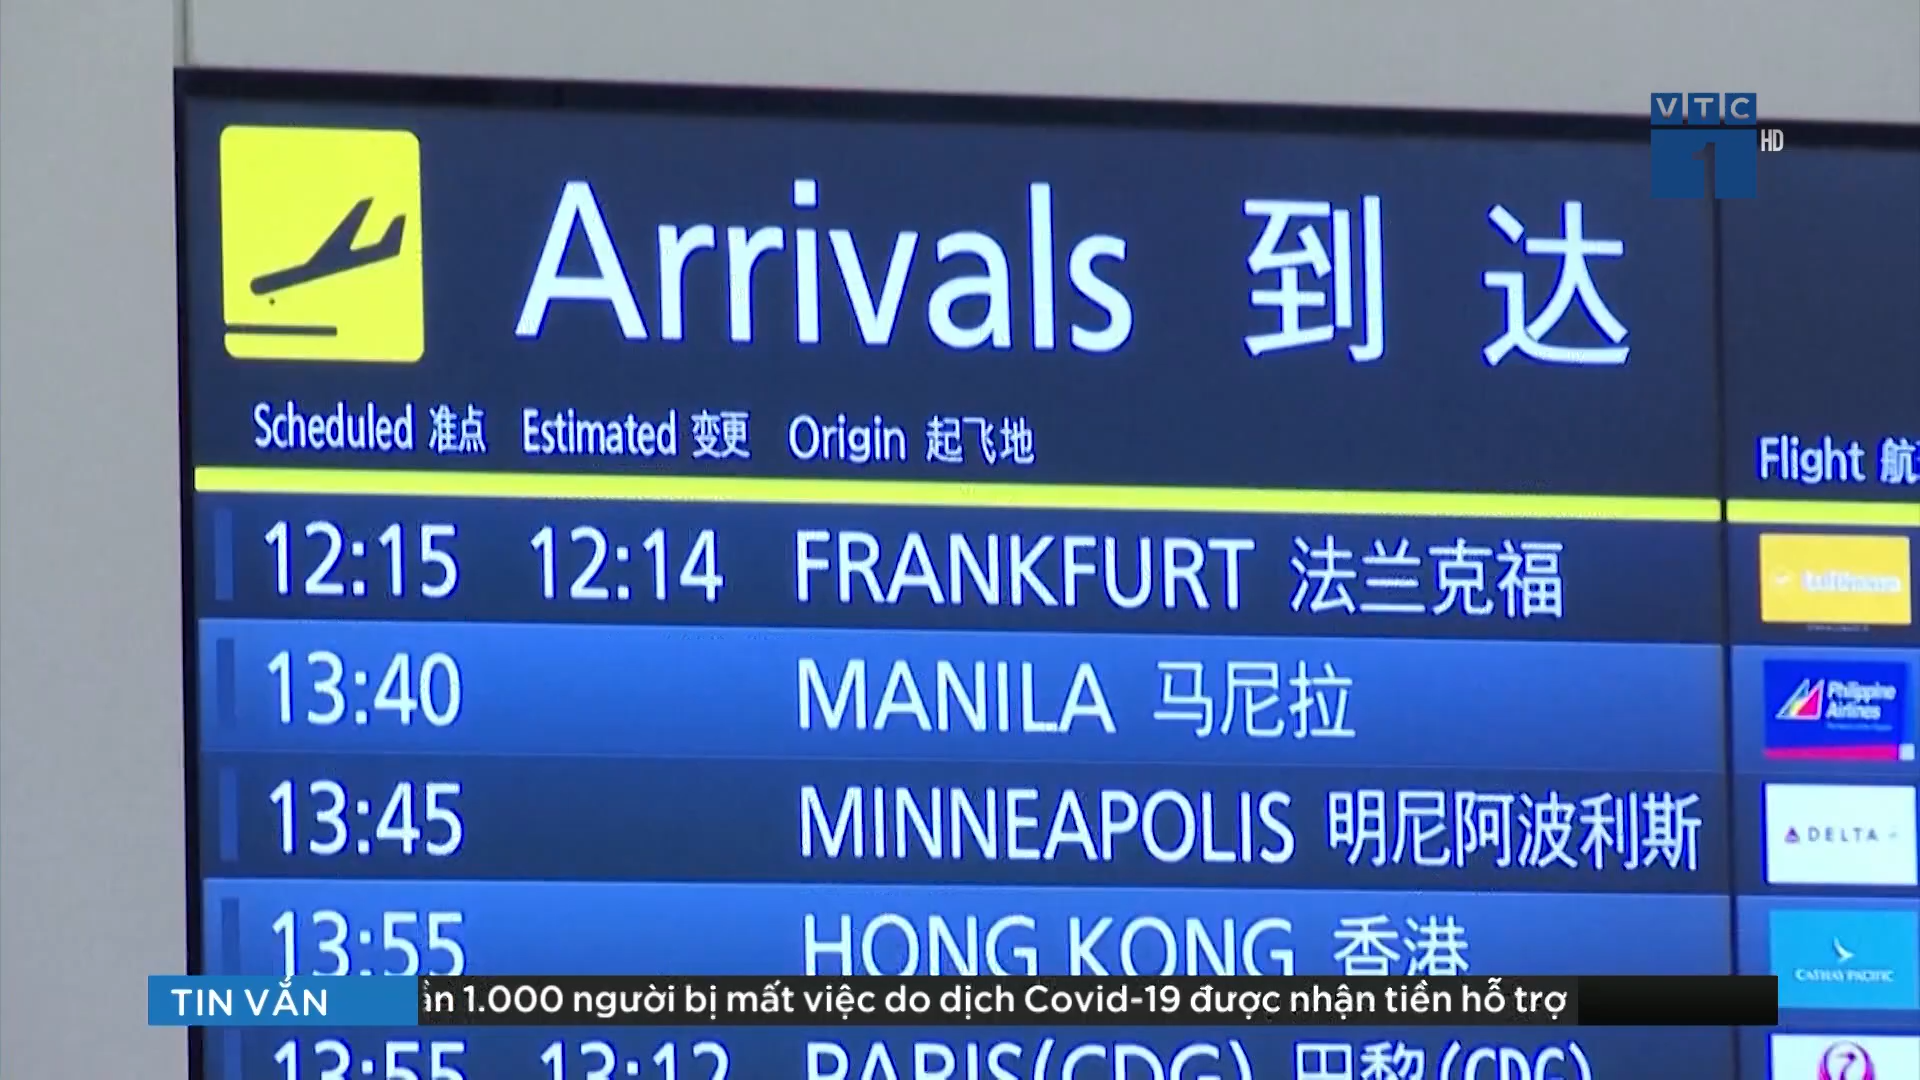 VTC
1 HD
Arrivals 到 达
Scheduled 准点 Estimated 变更 Origin 起飞地 Flight 航
12:15 12:14 FRANKFURT 法兰克福 Lufthansa
13:40 MANILA 马尼拉 Philippine Airlines
13:45 MINNEAPOLIS 明尼阿波利斯 DELTA
13:55 HONG KONG 香港 CATHAY PACIFIC
TIN VẮN ần 1.000 người bị mất việc do dịch Covid-19 được nhận tiền hỗ trợ
13:55 13:12 PARIS(CDG) 巴黎(CDG)